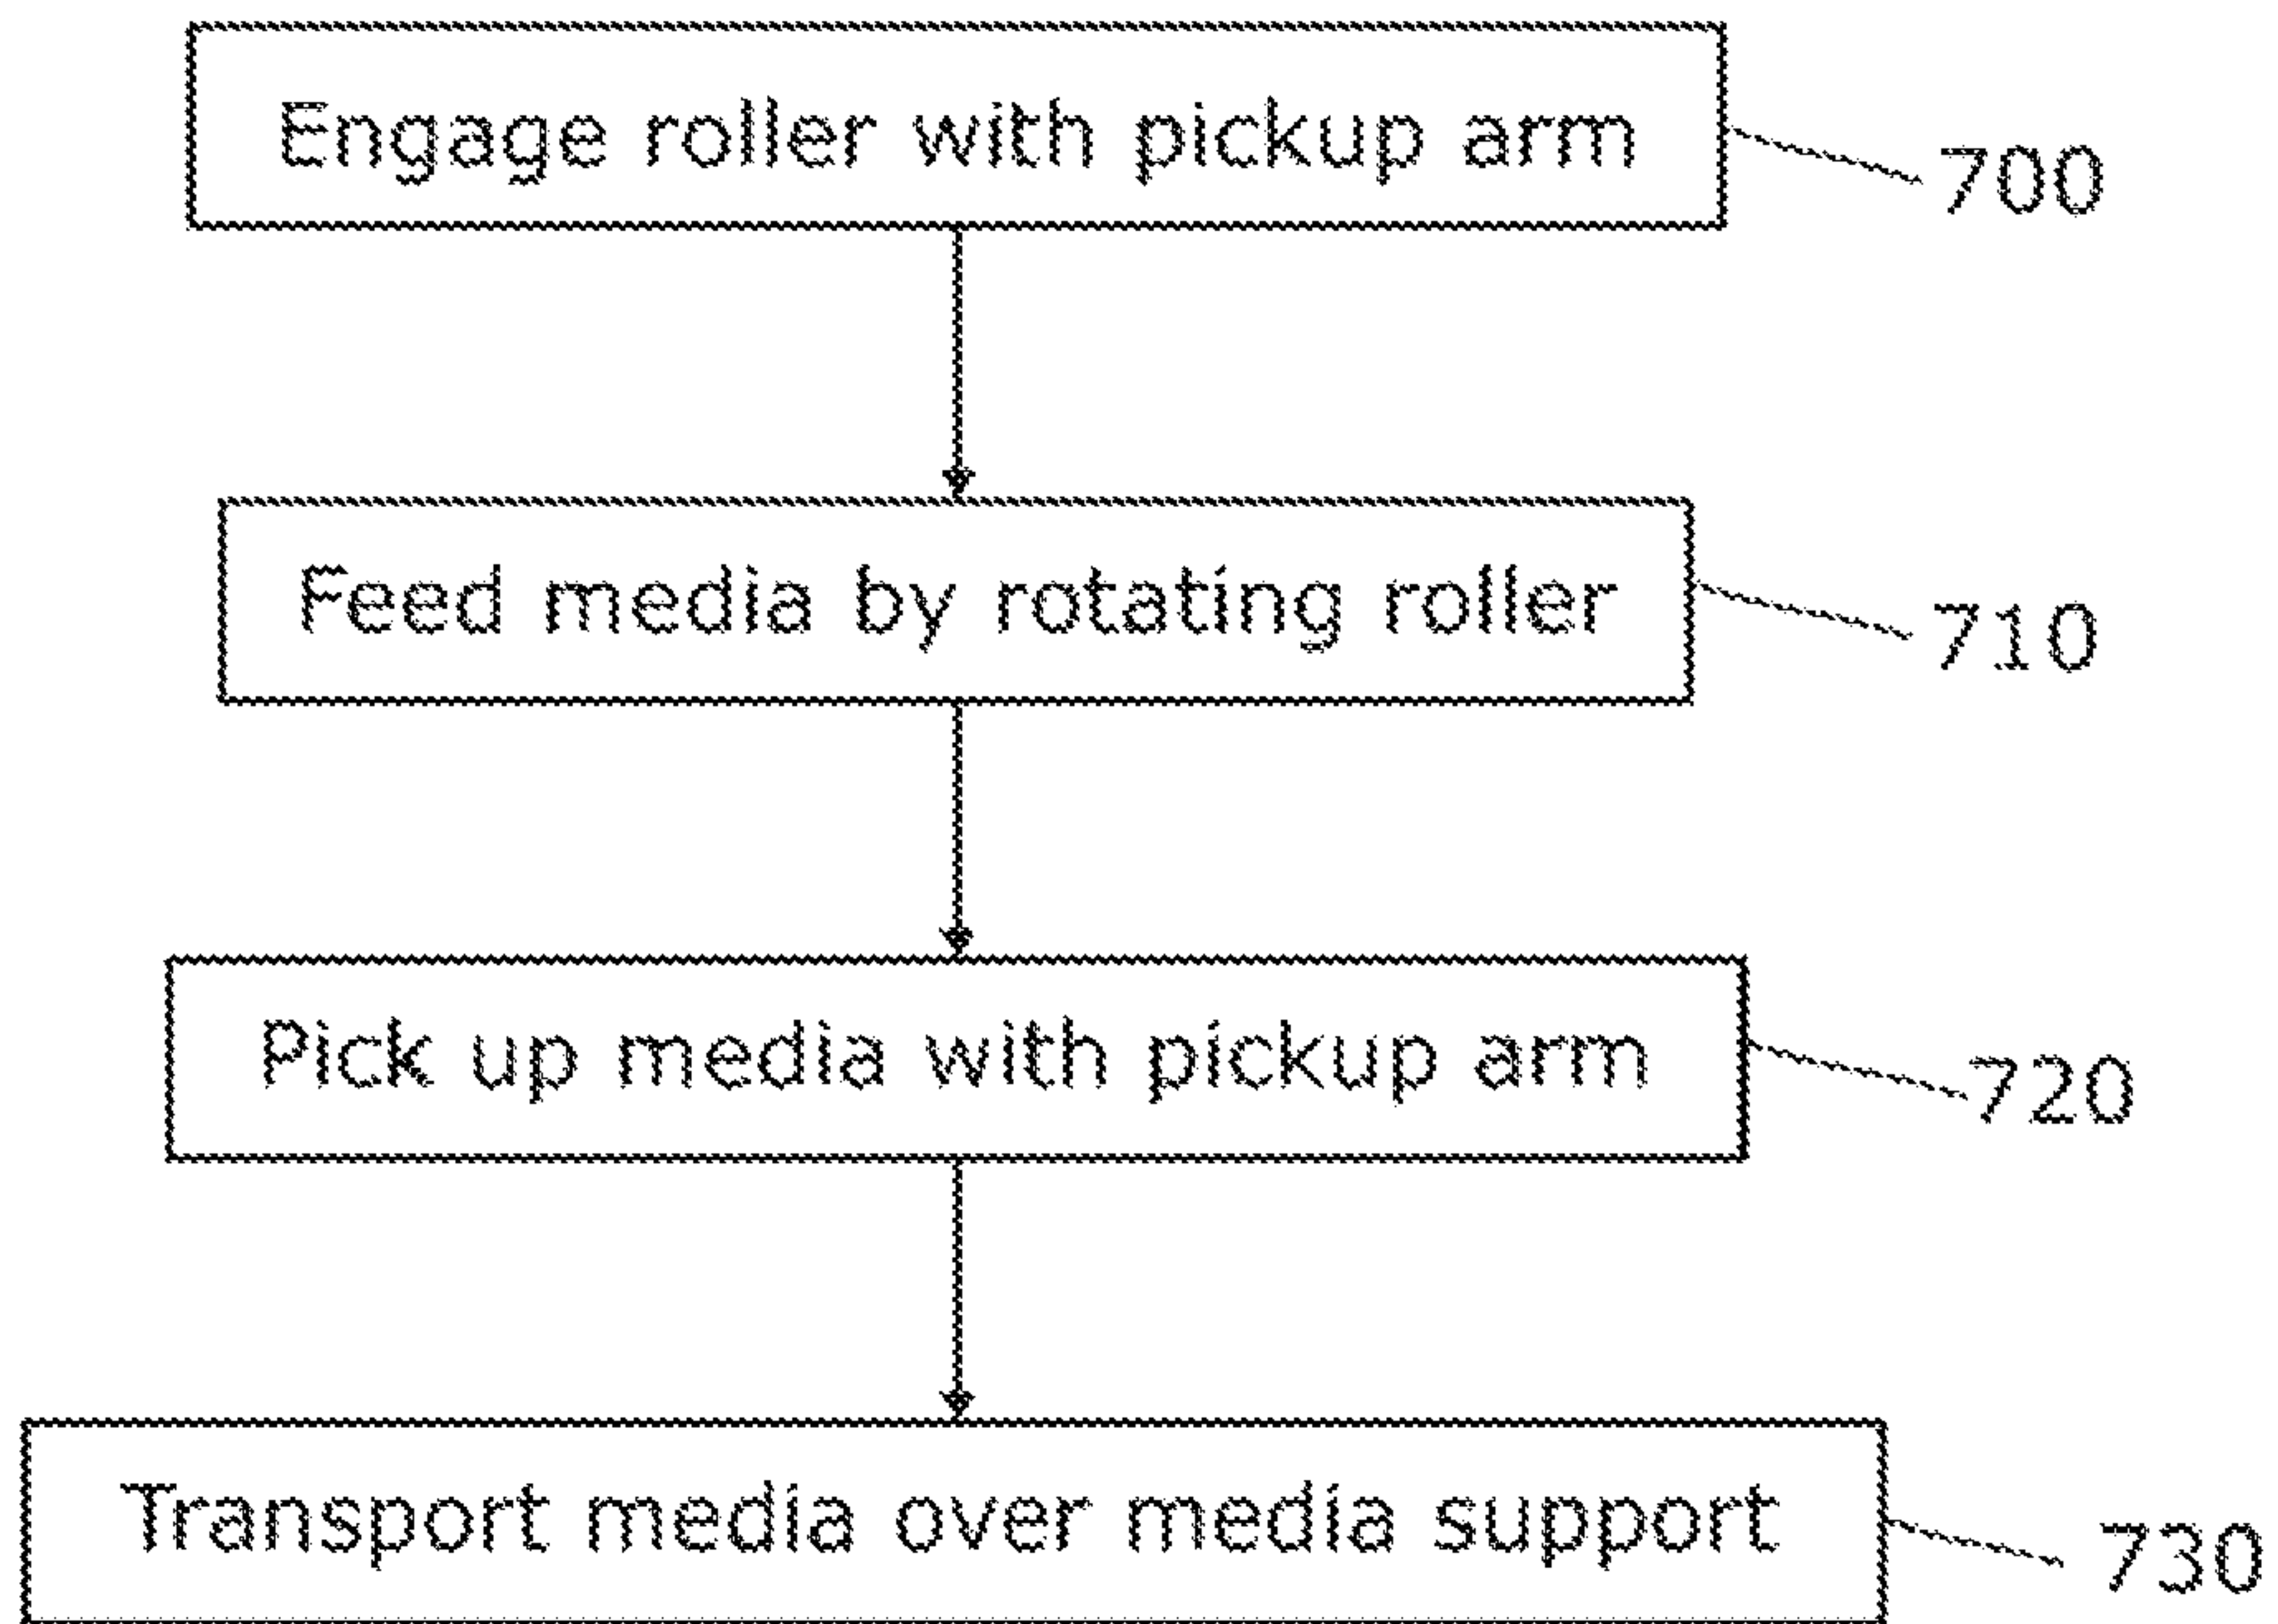 Engage roller with pickup arm
700
Feed media by rotating roller
710
Pick up media with pickup arm
720
Transport media over media support
730